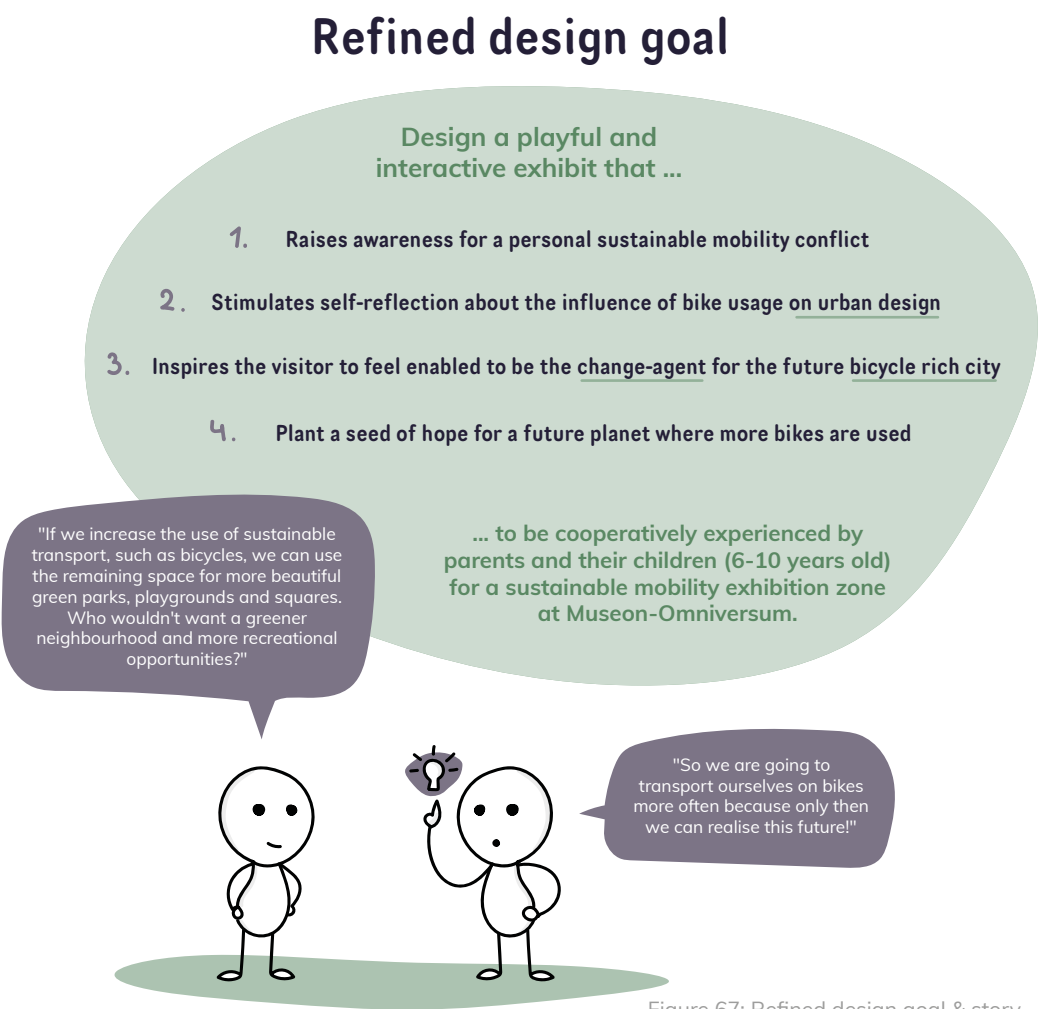 Refined design goal
Design a playful and
interactive exhibit that ...
1. Raises awareness for a personal sustainable mobility conflict
2. Stimulates self-reflection about the influence of bike usage on urban design
3. Inspires the visitor to feel enabled to be the change-agent for the future bicycle rich city
4. Plant a seed of hope for a future planet where more bikes are used
... to be cooperatively experienced by
parents and their children (6-10 years old)
for a sustainable mobility exhibition zone
at Museon-Omniversum.
"If we increase the use of sustainable
transport, such as bicycles, we can use
the remaining space for more beautiful
green parks, playgrounds and squares.
Who wouldn't want a greener
neighbourhood and more recreational
opportunities?"
"So we are going to
transport ourselves on bikes
more often because only then
we can realise this future!"
Figure 67: Refined design goal & story